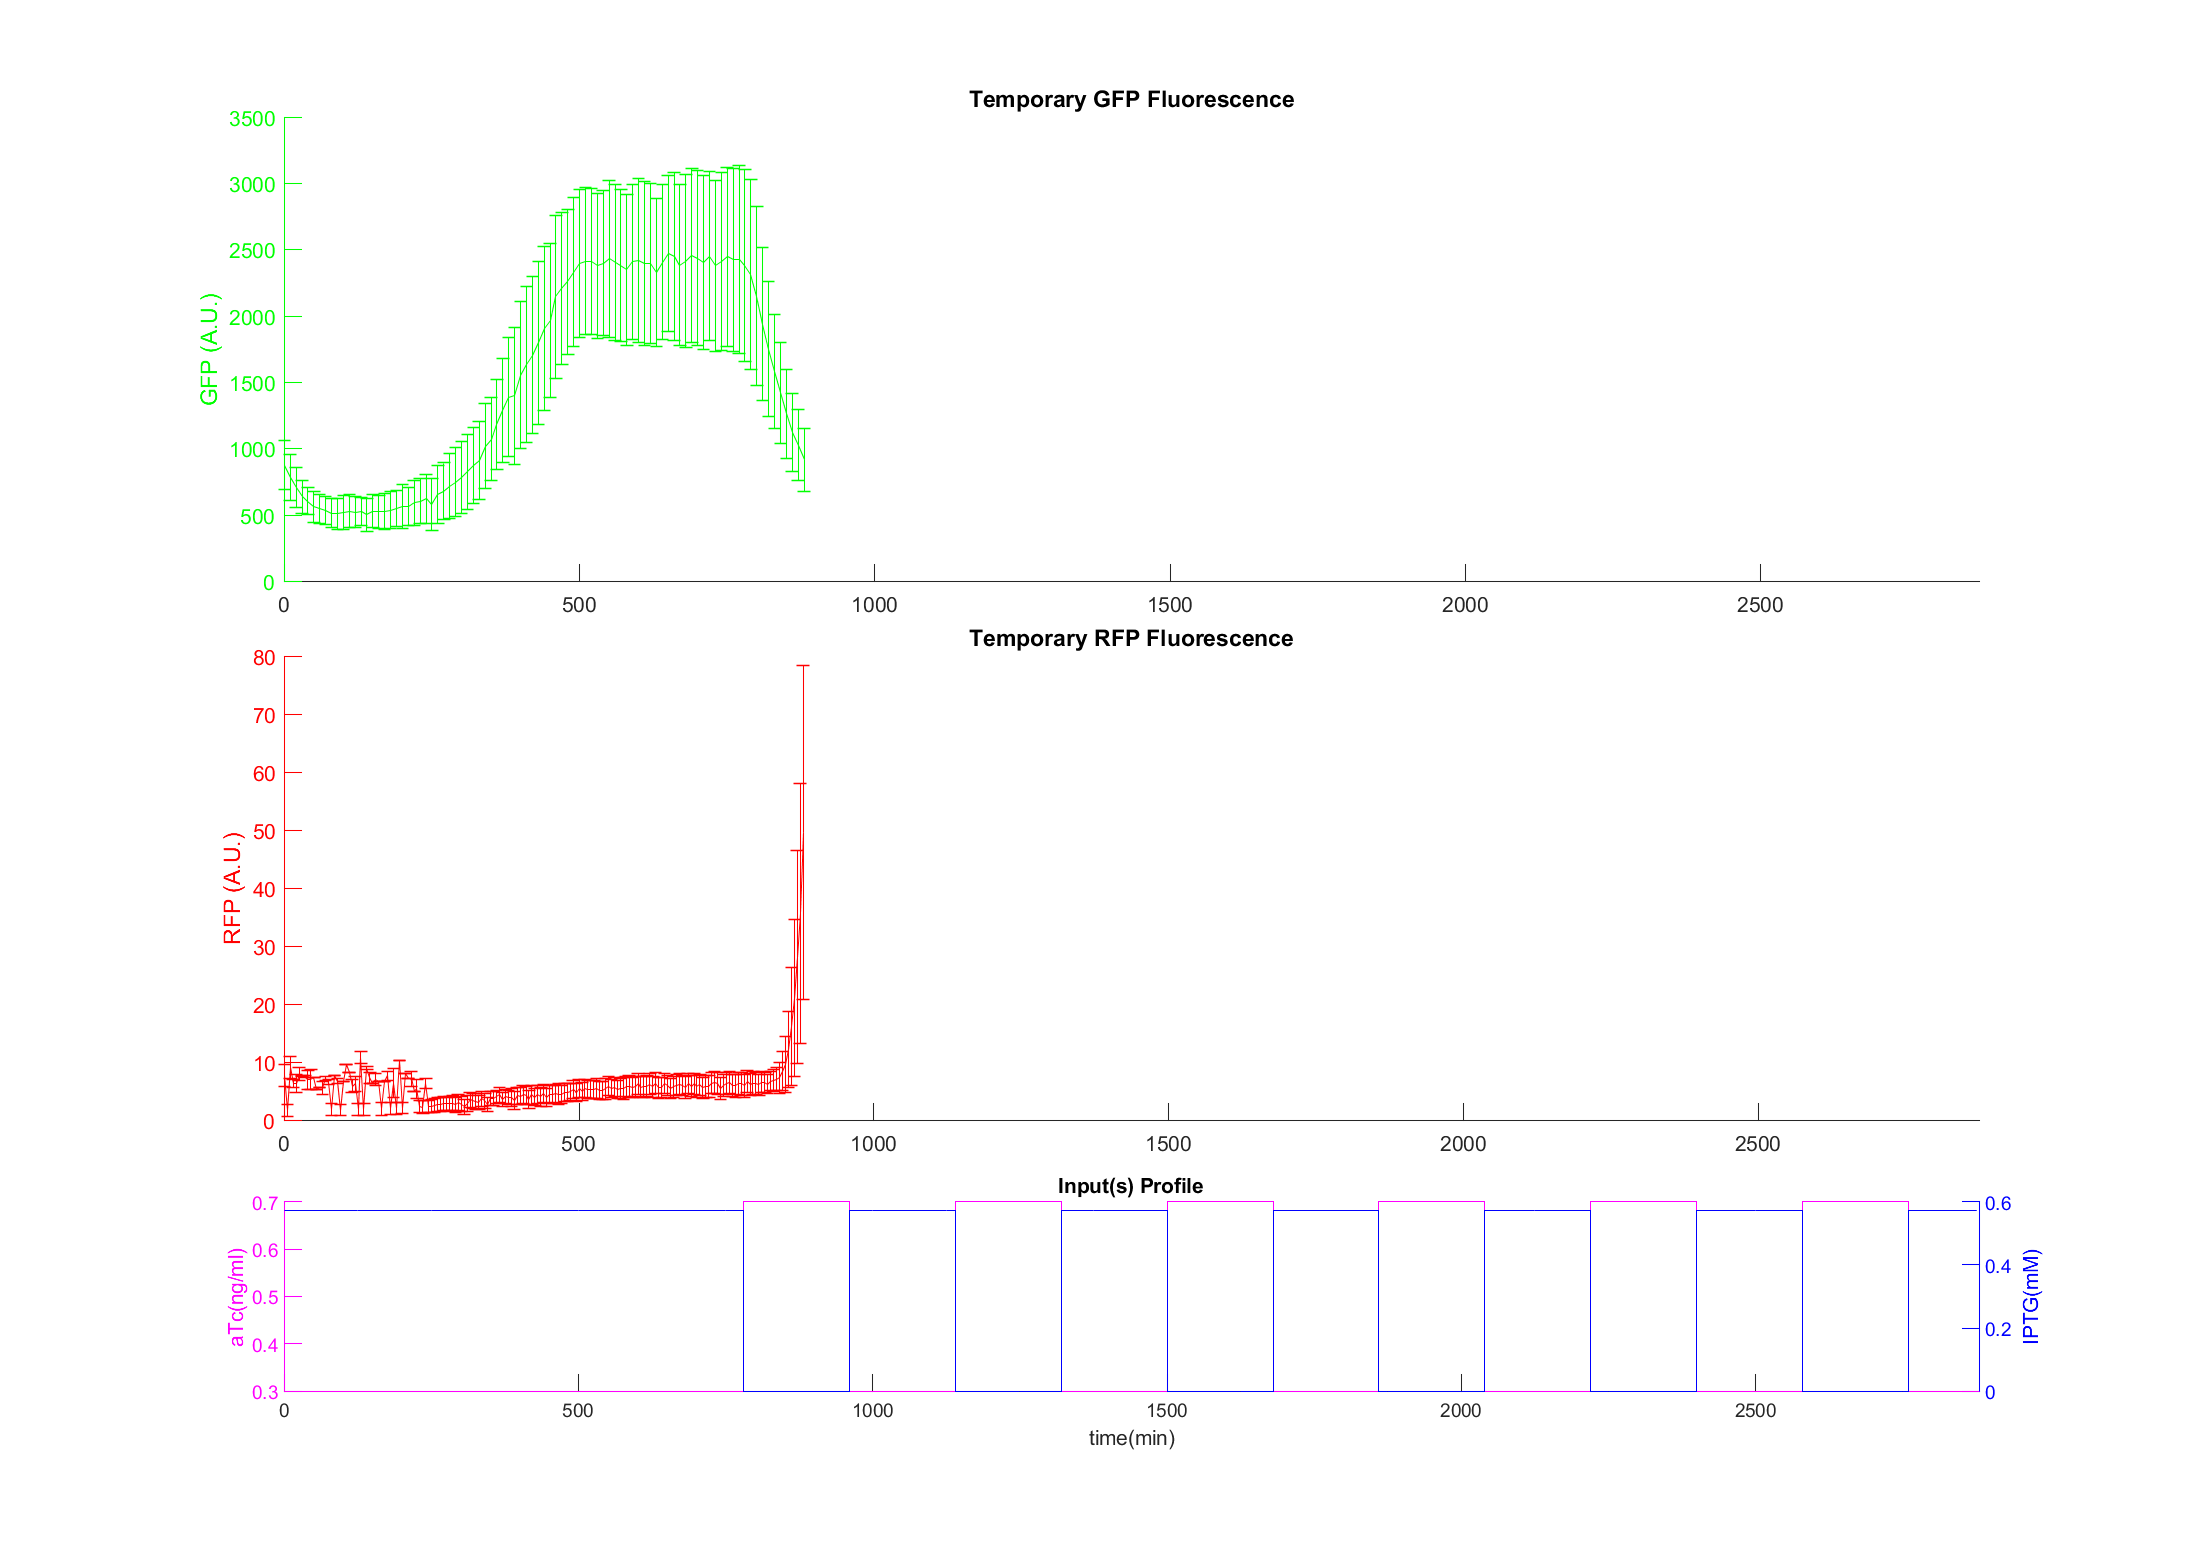 Temporary GFP Fluorescence
3500
3000
2500
2000
1500
1000
500
0
GFP (A.U.)
0 500 1000 1500 2000 2500
Temporary RFP Fluorescence
80
70
60
50
40
30
20
10
0
RFP (A.U.)
0 500 1000 1500 2000 2500
Input(s) Profile
0.7
0.6
0.5
0.4
0.3
aTc(ng/ml)
0.6
0.4
0.2
0
IPTG(mM)
0 500 1000 1500 2000 2500
time(min)